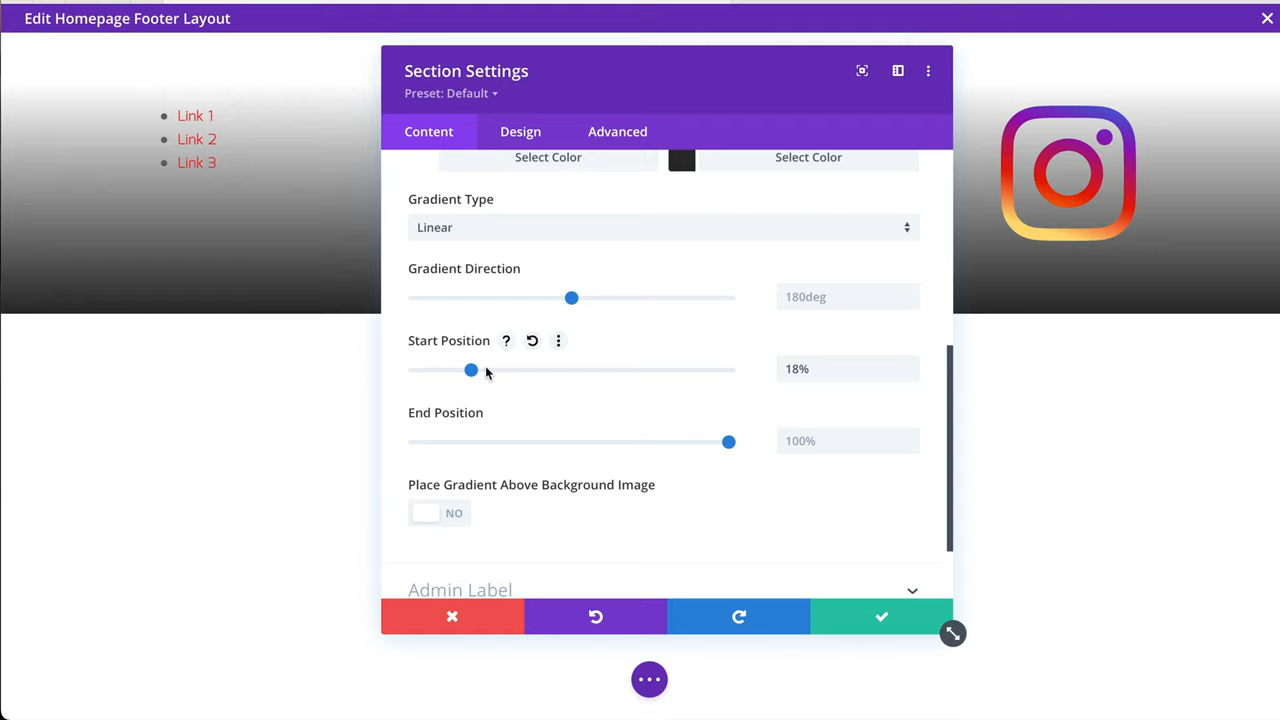 Edit Homepage Footer Layout
Section Settings
Preset: Default
Content Design Advanced
Link 1
Link 2
Link 3
Select Color Select Color
Gradient Type
Linear
Gradient Direction
180deg
Start Position ?
18%
End Position
100%
Place Gradient Above Background Image
NO
Admin Label